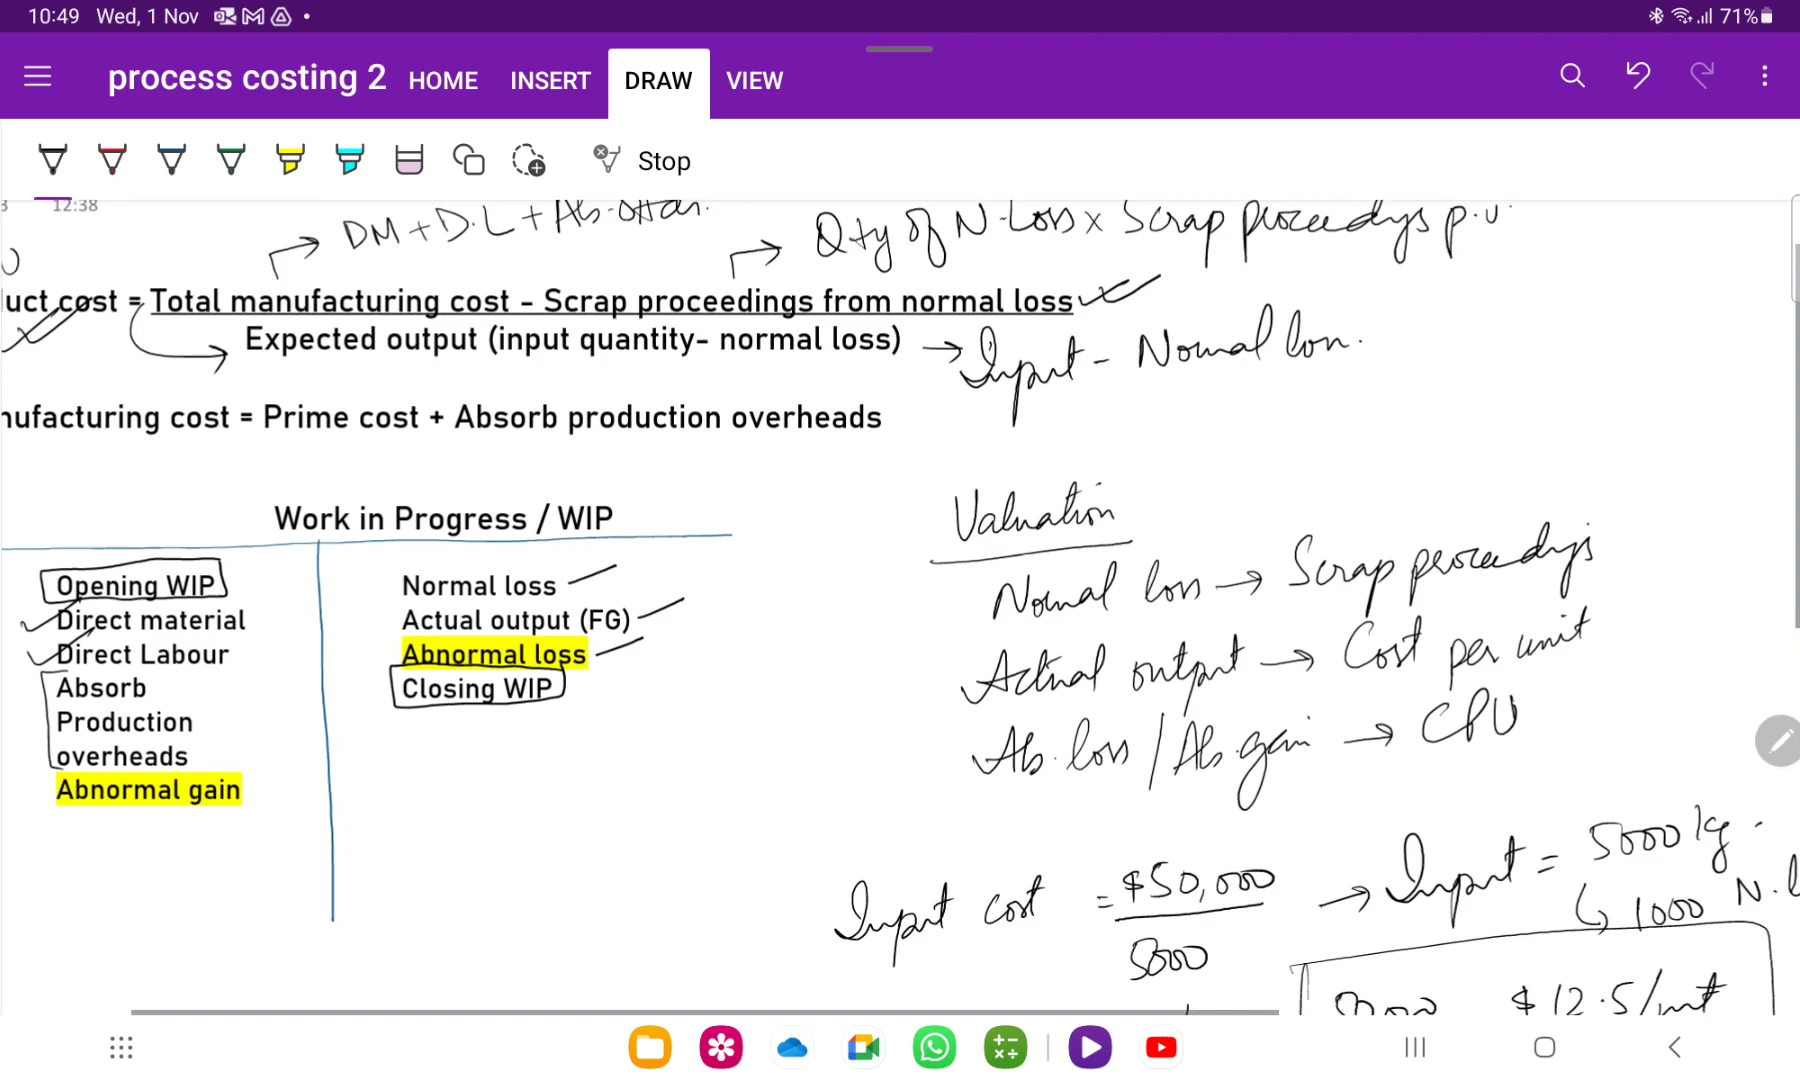 10:49 Wed, 1 Nov
71%
process costing 2 HOME INSERT DRAW VIEW
Stop
12:38
DM + D.L +
Qty of N-Loss x Scrap proceedys p.u.
uct cost = Total manufacturing cost - Scrap proceedings from normal loss
Expected output (input quantity- normal loss) → Input - Normal loss.
nufacturing cost = Prime cost + Absorb production overheads
Work in Progress / WIP
Opening WIP
Direct material
Direct Labour
Absorb
Production
overheads
Abnormal gain
Normal loss
Actual output (FG)
Abnormal loss
Closing WIP
Valuation
Normal loss → Scrap proceedys
Actual output → Cost per unit
Ab. loss / Ab. gain → CPU
Input cost = $50,000 → Input = 5000 kg.
5000
↳ 1000 N.l
$ 12.5/unit